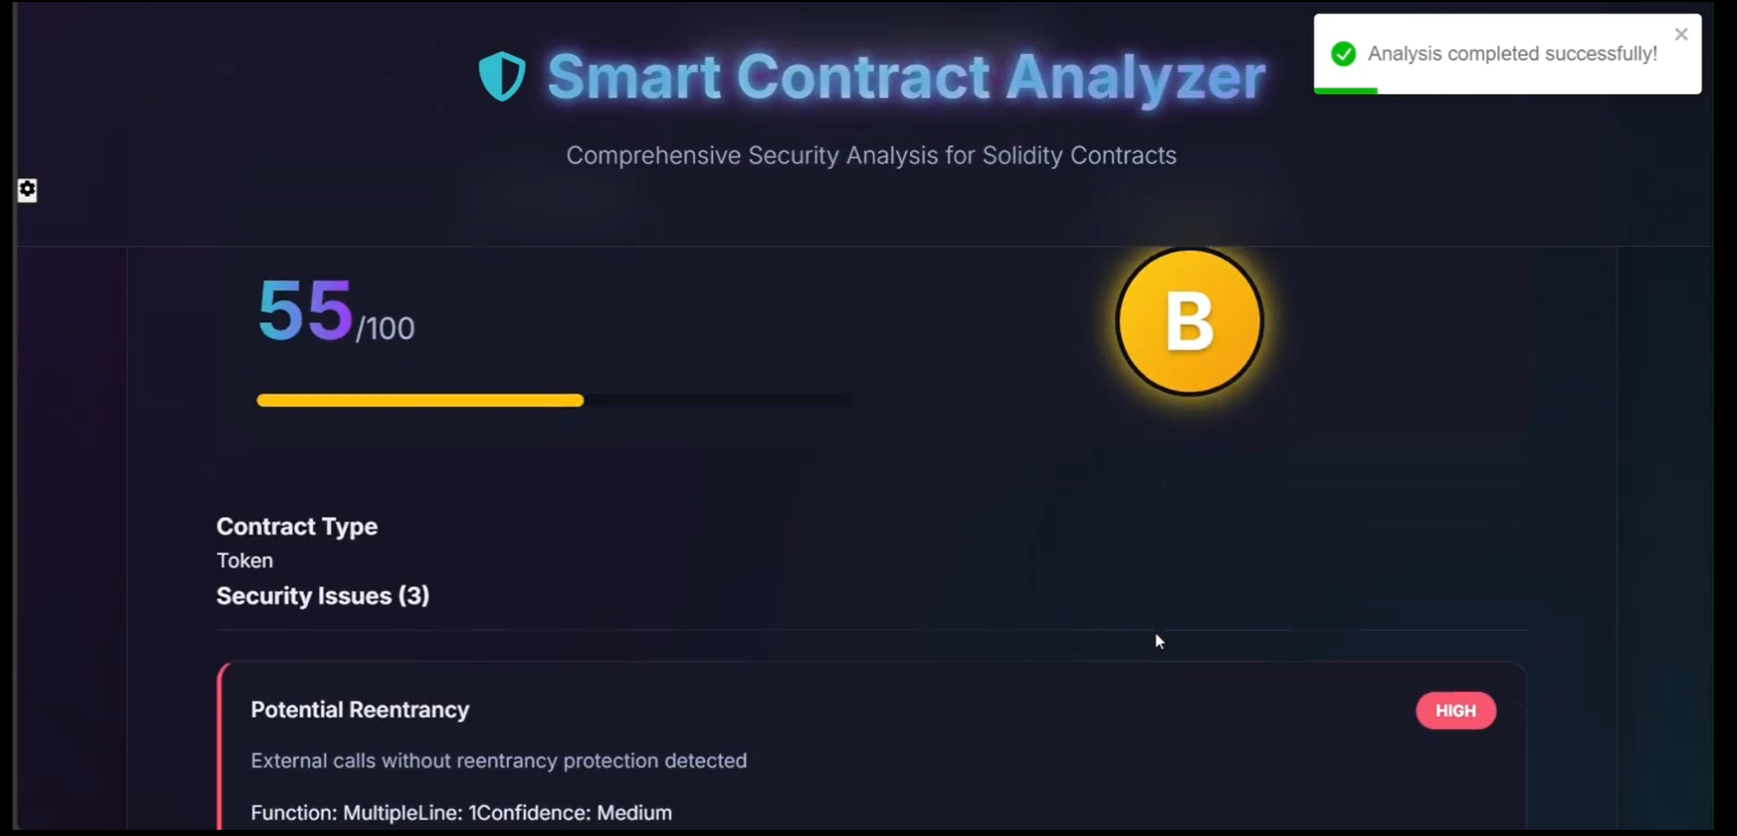 Smart Contract Analyzer
Analysis completed successfully!
Comprehensive Security Analysis for Solidity Contracts
55/100
B
Contract Type
Token
Security Issues (3)
Potential Reentrancy
HIGH
External calls without reentrancy protection detected
Function: MultipleLine: 1Confidence: Medium